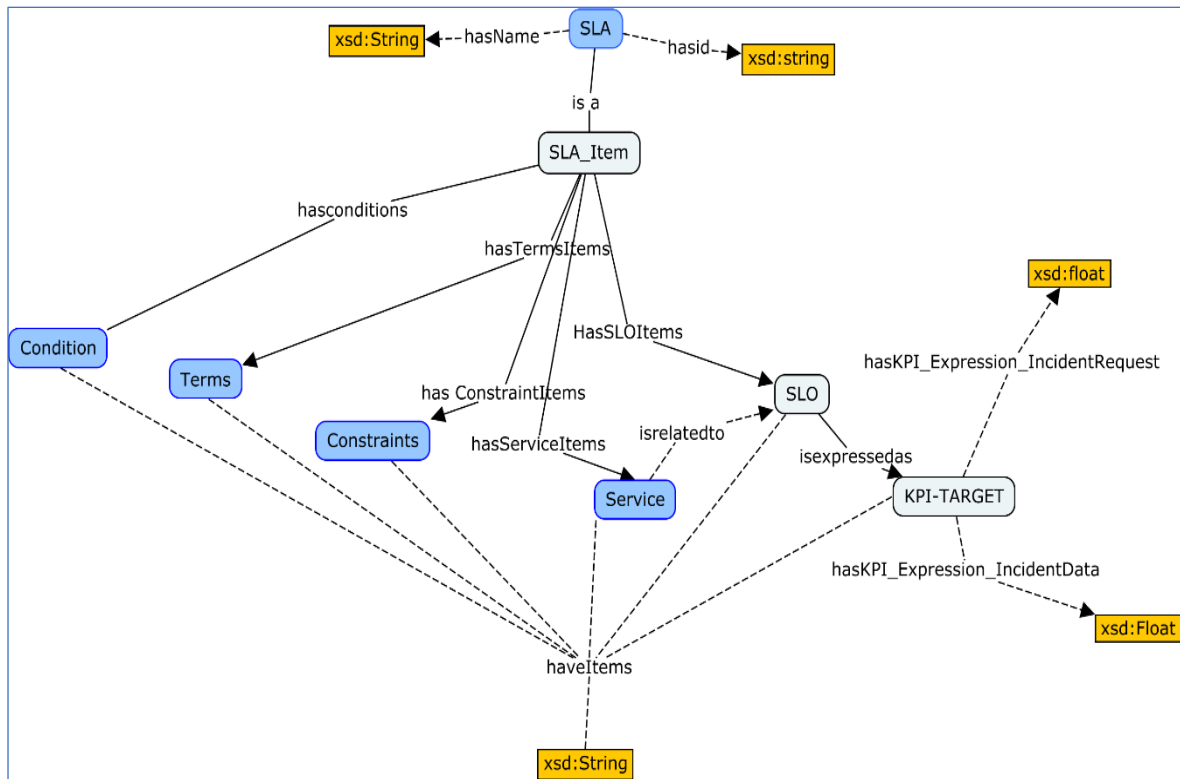 SLA
xsd:String
hasName
hasid
xsd:string
is a
SLA_Item
hasconditions
hasTermsItems
xsd:float
HasSLOItems
Condition
hasKPI_Expression_IncidentRequest
Terms
has ConstraintItems
SLO
Constraints
isrelatedto
hasServiceItems
isexpressedas
Service
KPI-TARGET
hasKPI_Expression_IncidentData
xsd:Float
haveItems
xsd:String